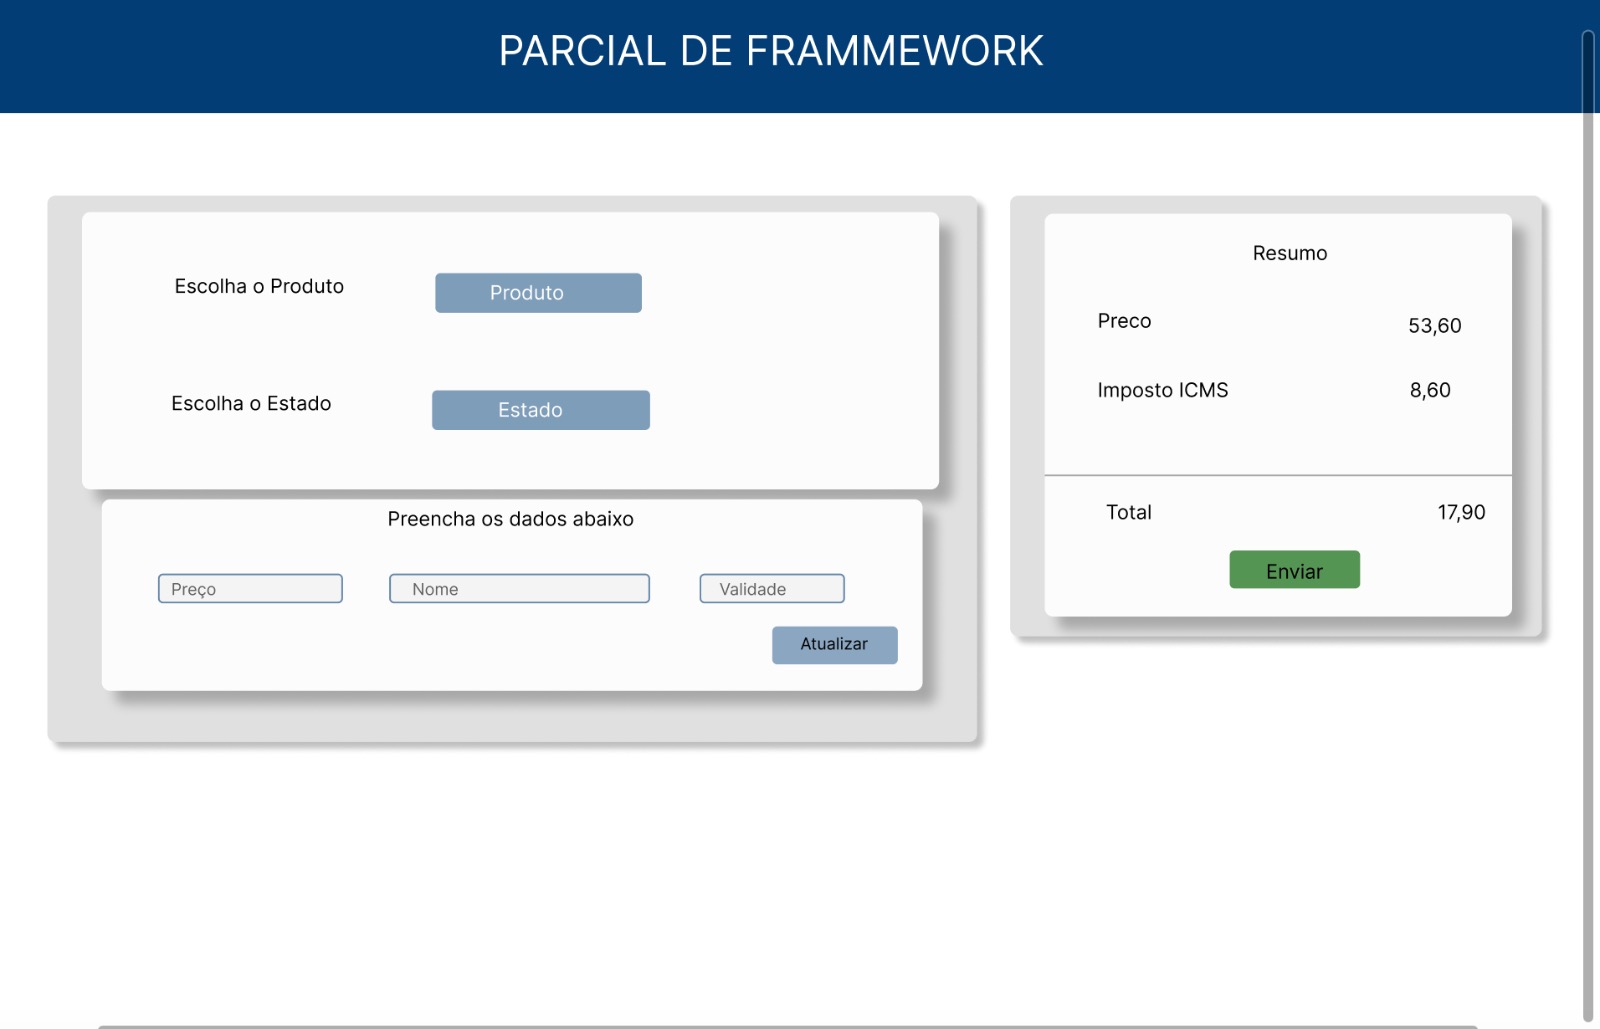 PARCIAL DE FRAMMEWORK
Escolha o Produto
Produto
Escolha o Estado
Estado
Preencha os dados abaixo
Preço
Nome
Validade
Atualizar
Resumo
Preco
53,60
Imposto ICMS
8,60
Total
17,90
Enviar